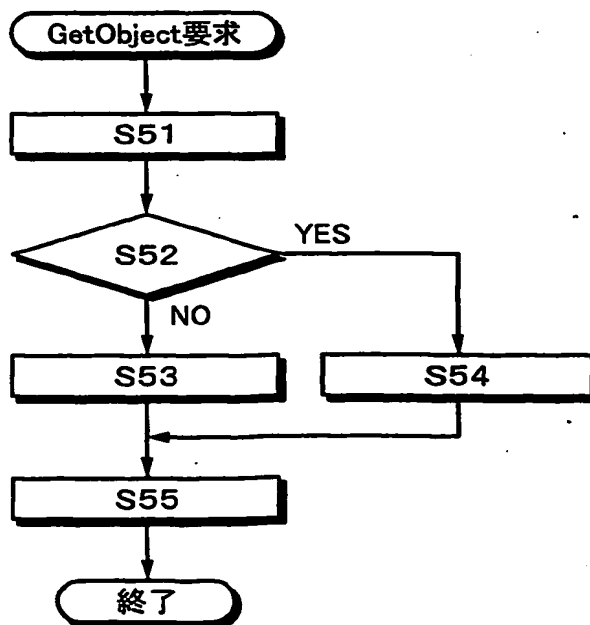 GetObject要求
S51
S52
YES
NO
S53
S54
S55
終了